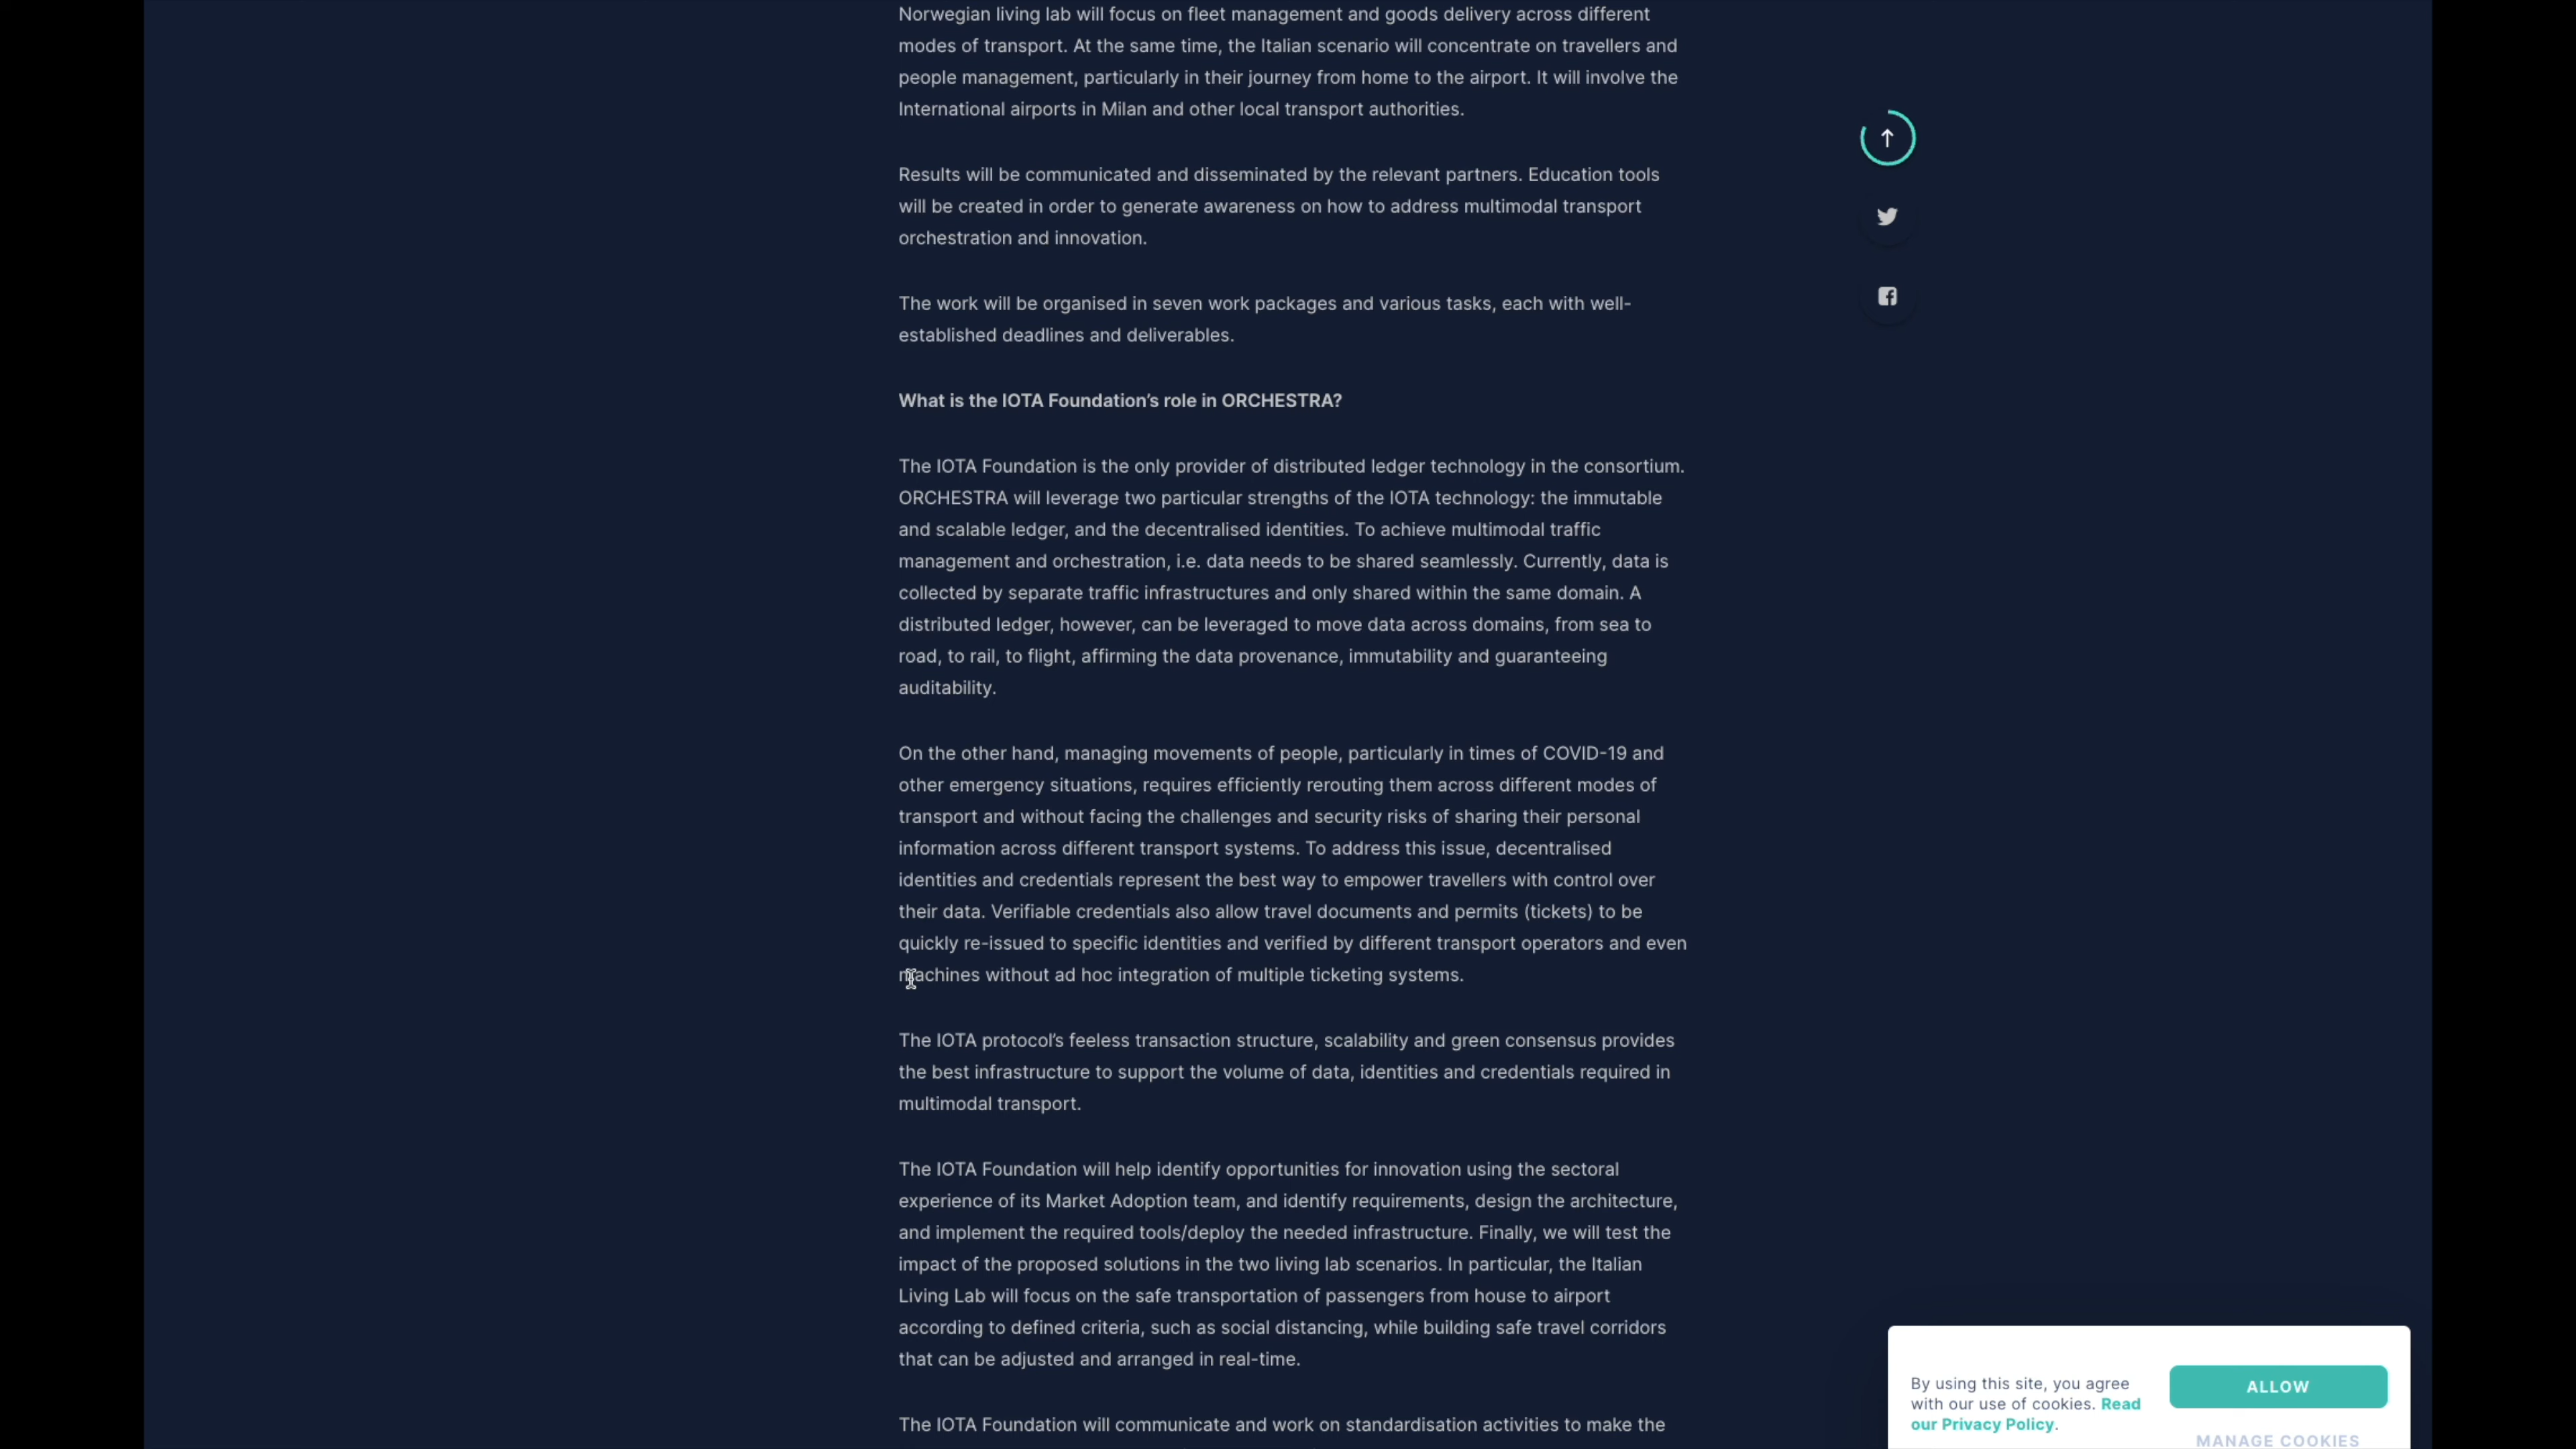 Norwegian living lab will focus on fleet management and goods delivery across different
modes of transport. At the same time, the Italian scenario will concentrate on travellers and
people management, particularly in their journey from home to the airport. It will involve the
International airports in Milan and other local transport authorities.
Results will be communicated and disseminated by the relevant partners. Education tools
will be created in order to generate awareness on how to address multimodal transport
orchestration and innovation.
The work will be organised in seven work packages and various tasks, each with well-
established deadlines and deliverables.
What is the IOTA Foundation’s role in ORCHESTRA?
The IOTA Foundation is the only provider of distributed ledger technology in the consortium.
ORCHESTRA will leverage two particular strengths of the IOTA technology: the immutable
and scalable ledger, and the decentralised identities. To achieve multimodal traffic
management and orchestration, i.e. data needs to be shared seamlessly. Currently, data is
collected by separate traffic infrastructures and only shared within the same domain. A
distributed ledger, however, can be leveraged to move data across domains, from sea to
road, to rail, to flight, affirming the data provenance, immutability and guaranteeing
auditability.
On the other hand, managing movements of people, particularly in times of COVID-19 and
other emergency situations, requires efficiently rerouting them across different modes of
transport and without facing the challenges and security risks of sharing their personal
information across different transport systems. To address this issue, decentralised
identities and credentials represent the best way to empower travellers with control over
their data. Verifiable credentials also allow travel documents and permits (tickets) to be
quickly re-issued to specific identities and verified by different transport operators and even
machines without ad hoc integration of multiple ticketing systems.
The IOTA protocol’s feeless transaction structure, scalability and green consensus provides
the best infrastructure to support the volume of data, identities and credentials required in
multimodal transport.
The IOTA Foundation will help identify opportunities for innovation using the sectoral
experience of its Market Adoption team, and identify requirements, design the architecture,
and implement the required tools/deploy the needed infrastructure. Finally, we will test the
impact of the proposed solutions in the two living lab scenarios. In particular, the Italian
Living Lab will focus on the safe transportation of passengers from house to airport
according to defined criteria, such as social distancing, while building safe travel corridors
that can be adjusted and arranged in real-time.
The IOTA Foundation will communicate and work on standardisation activities to make the
By using this site, you agree
with our use of cookies. Read
our Privacy Policy.
ALLOW
MANAGE COOKIES